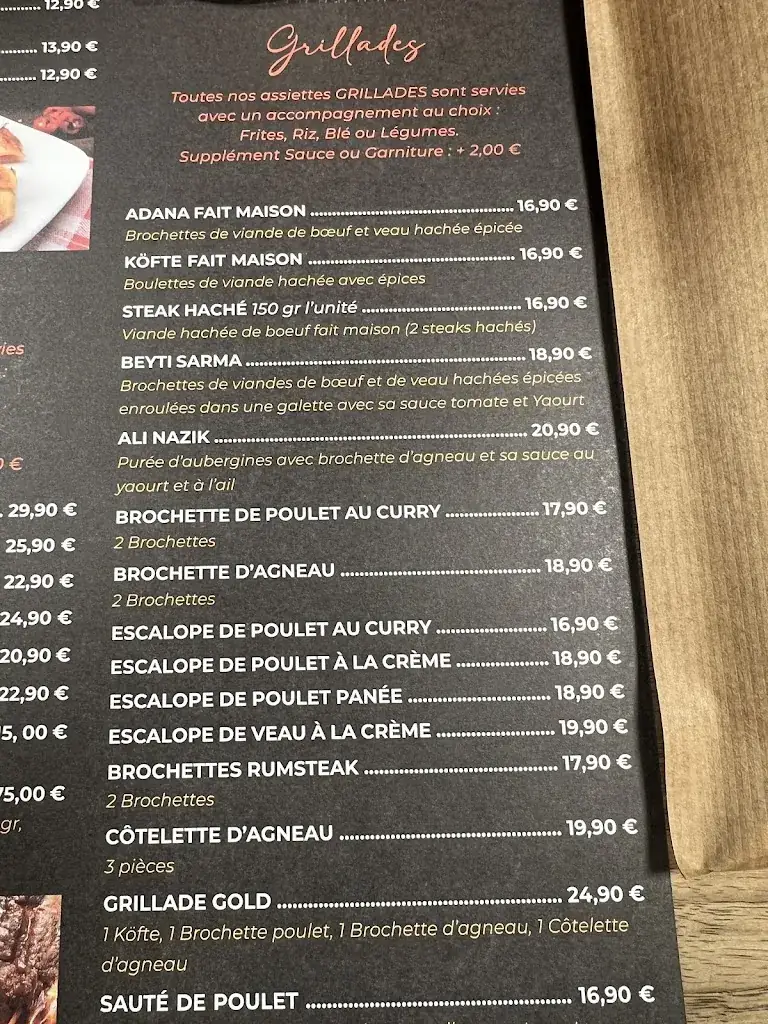 12,90 €
13,90 €
12,90 €
29,90 €
25,90 €
22,90 €
24,90 €
20,90 €
22,90 €
5,00 €
75,00 €
gr,
Grillades
Toutes nos assiettes GRILLADES sont servies
avec un accompagnement au choix :
Frites, Riz, Blé ou Légumes.
Supplément Sauce ou Garniture : + 2,00 €
ADANA FAIT MAISON 16,90 €
Brochettes de viande de bœuf et veau hachée épicée
KÖFTE FAIT MAISON 16,90 €
Boulettes de viande hachée avec épices
STEAK HACHÉ 150 gr l'unité 16,90 €
Viande hachée de boeuf fait maison (2 steaks hachés)
BEYTI SARMA 18,90 €
Brochettes de viandes de bœuf et de veau hachées épicées
enroulées dans une galette avec sa sauce tomate et Yaourt
ALI NAZIK 20,90 €
Purée d'aubergines avec brochette d'agneau et sa sauce au
yaourt et à l'ail
BROCHETTE DE POULET AU CURRY 17,90 €
2 Brochettes
BROCHETTE D'AGNEAU 18,90 €
2 Brochettes
ESCALOPE DE POULET AU CURRY 16,90 €
ESCALOPE DE POULET À LA CRÈME 18,90 €
ESCALOPE DE POULET PANÉE 18,90 €
ESCALOPE DE VEAU À LA CRÈME 19,90 €
BROCHETTES RUMSTEAK 17,90 €
2 Brochettes
CÔTELETTE D'AGNEAU 19,90 €
3 pièces
GRILLADE GOLD 24,90 €
1 Köfte, 1 Brochette poulet, 1 Brochette d'agneau, 1 Côtelette
d'agneau
SAUTÉ DE POULET 16,90 €